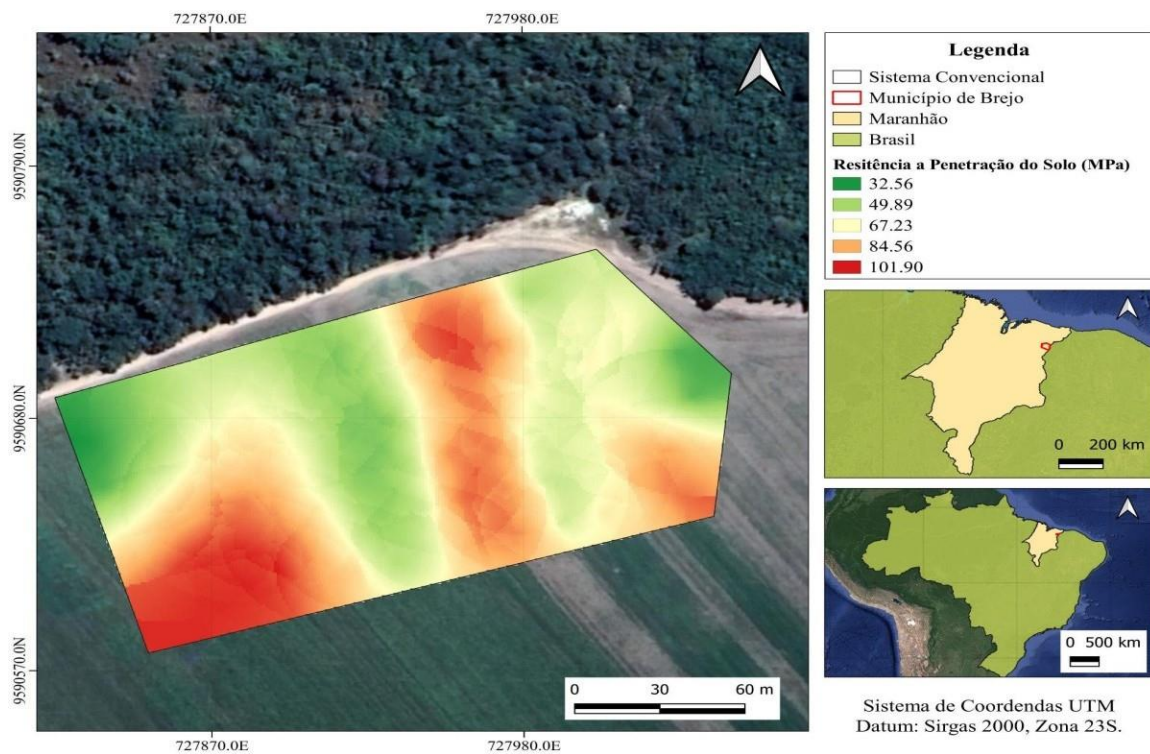 727870.0E
727980.0E
9590790.0N
9590680.0N
9590570.0N
0 30 60 m
727870.0E
727980.0E
Legenda
Sistema Convencional
Município de Brejo
Maranhão
Brasil
Resitência a Penetração do Solo (MPa)
32.56
49.89
67.23
84.56
101.90
0 200 km
0 500 km
Sistema de Coordendas UTM
Datum: Sirgas 2000, Zona 23S.